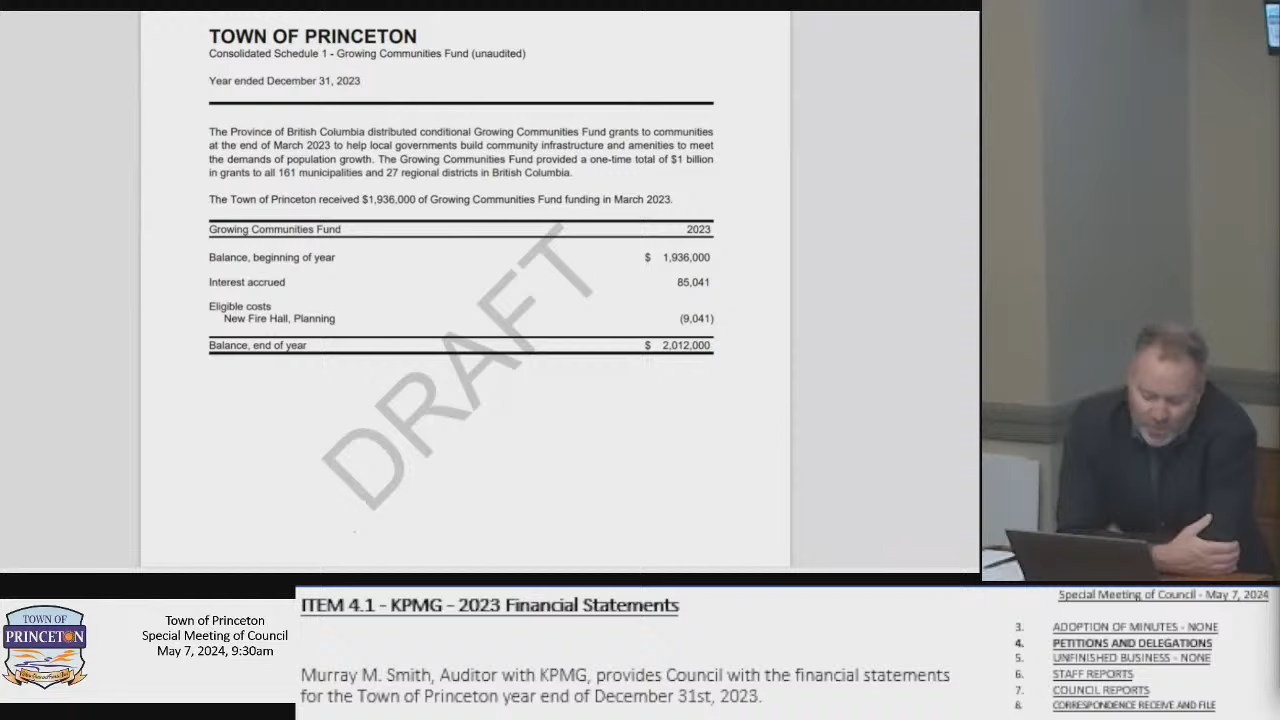 TOWN OF PRINCETON
Consolidated Schedule 1 - Growing Communities Fund (unaudited)
Year ended December 31, 2023
The Province of British Columbia distributed conditional Growing Communities Fund grants to communities
at the end of March 2023 to help local governments build community infrastructure and amenities to meet
the demands of population growth. The Growing Communities Fund provided a one-time total of $1 billion
in grants to all 161 municipalities and 27 regional districts in British Columbia.
The Town of Princeton received $1,936,000 of Growing Communities Fund funding in March 2023.
Growing Communities Fund 2023
Balance, beginning of year $ 1,936,000
Interest accrued 85,041
Eligible costs
New Fire Hall, Planning (9,041)
Balance, end of year $ 2,012,000
DRAFT
TOWN OF
PRINCETON
Town of Princeton
Special Meeting of Council
May 7, 2024, 9:30am
ITEM 4.1 - KPMG - 2023 Financial Statements
Murray M. Smith, Auditor with KPMG, provides Council with the financial statements
for the Town of Princeton year end of December 31st, 2023.
Special Meeting of Council - May 7, 2024
3. ADOPTION OF MINUTES - NONE
4. PETITIONS AND DELEGATIONS
5. UNFINISHED BUSINESS - NONE
6. STAFF REPORTS
7. COUNCIL REPORTS
8. CORRESPONDENCE RECEIVE AND FILE